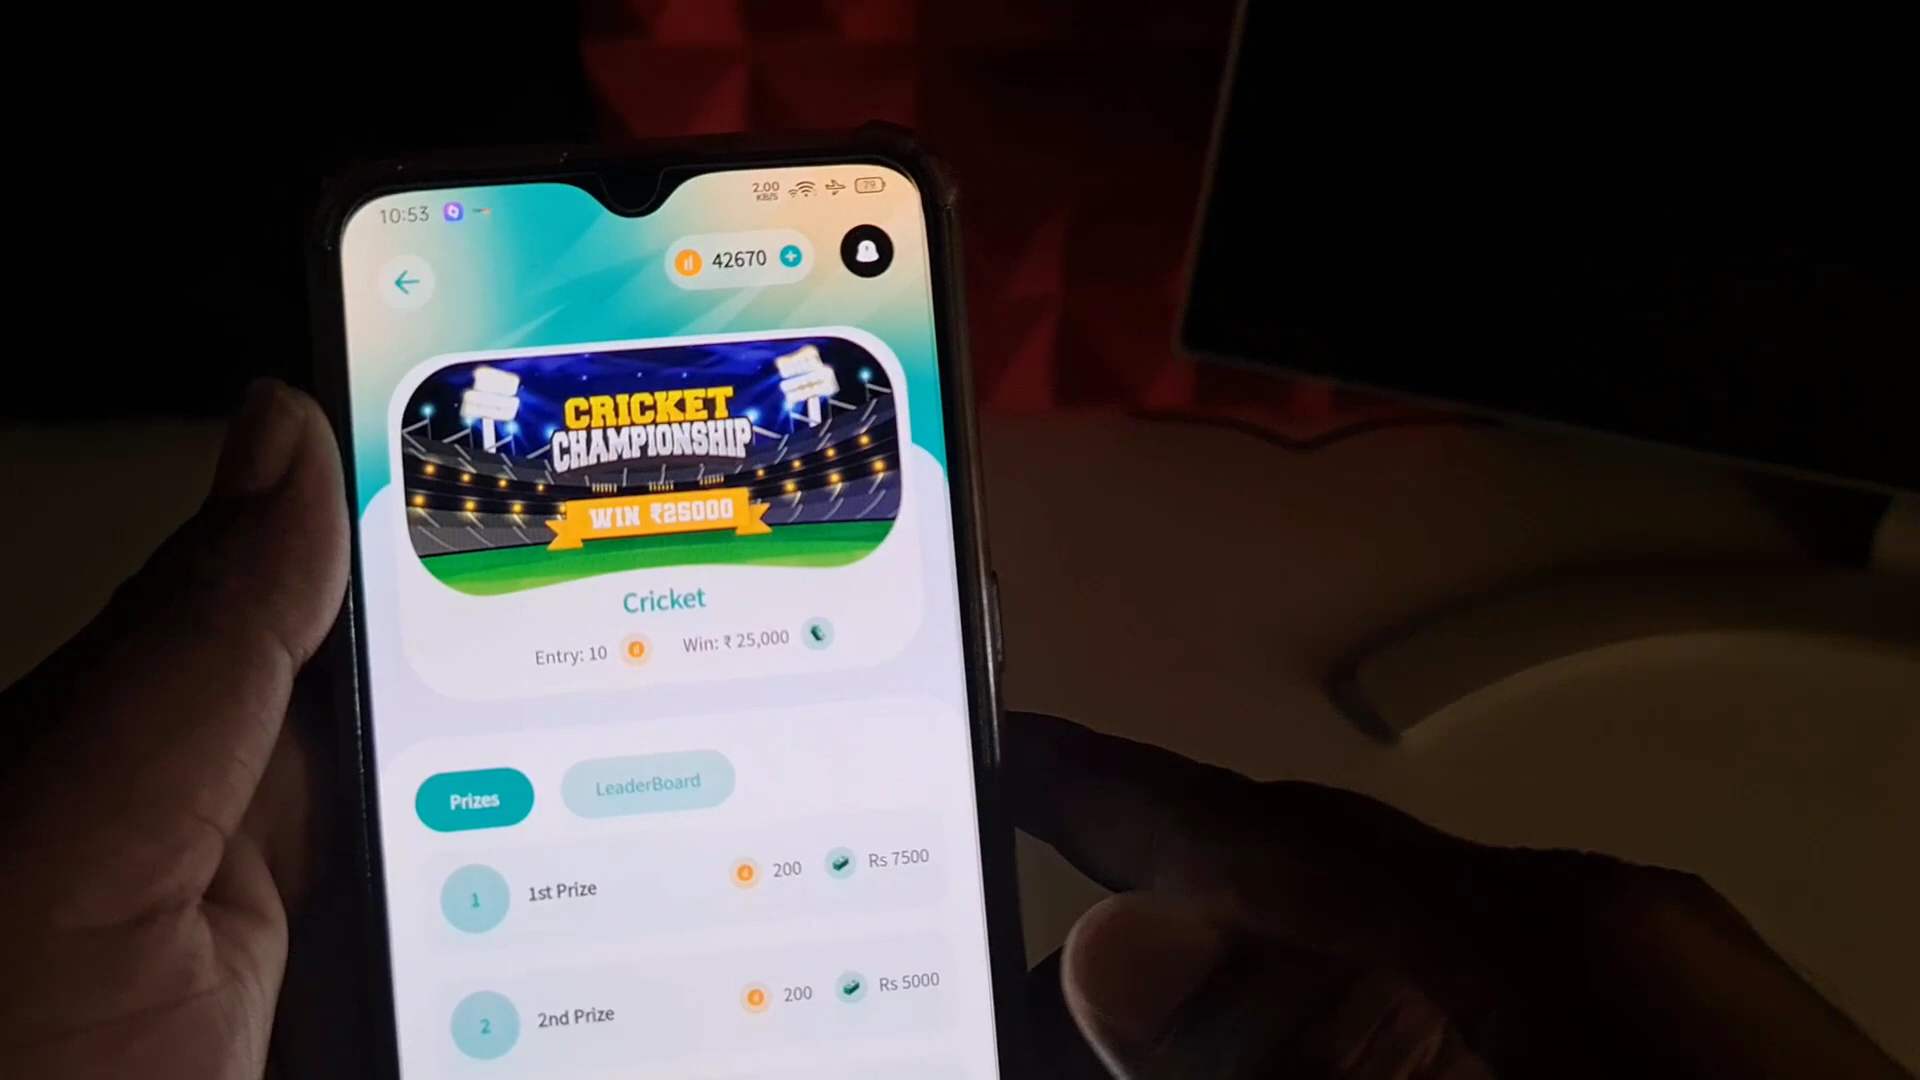 10:53
2.00
KB/S
79
42670
CRICKET
CHAMPIONSHIP
WIN ₹25000
Cricket
Entry: 10
Win: ₹ 25,000
Prizes
LeaderBoard
1
1st Prize
200
Rs 7500
2
2nd Prize
200
Rs 5000